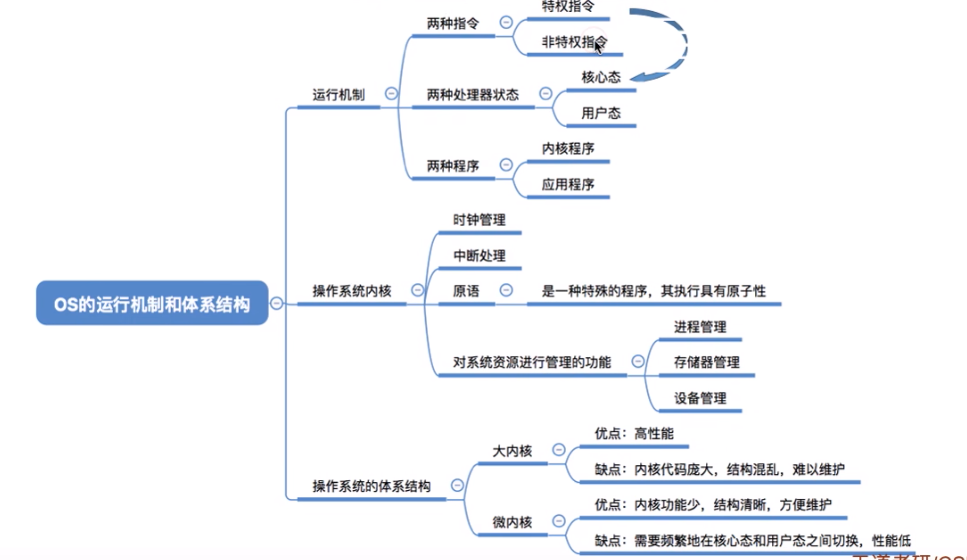 特权指令
两种指令
非特权指令
核心态
运行机制
两种处理器状态
用户态
内核程序
两种程序
应用程序
时钟管理
中断处理
OS的运行机制和体系结构
操作系统内核
原语
是一种特殊的程序，其执行具有原子性
进程管理
对系统资源进行管理的功能
存储器管理
设备管理
优点：高性能
大内核
缺点：内核代码庞大，结构混乱，难以维护
操作系统的体系结构
优点：内核功能少，结构清晰，方便维护
微内核
缺点：需要频繁地在核心态和用户态之间切换，性能低